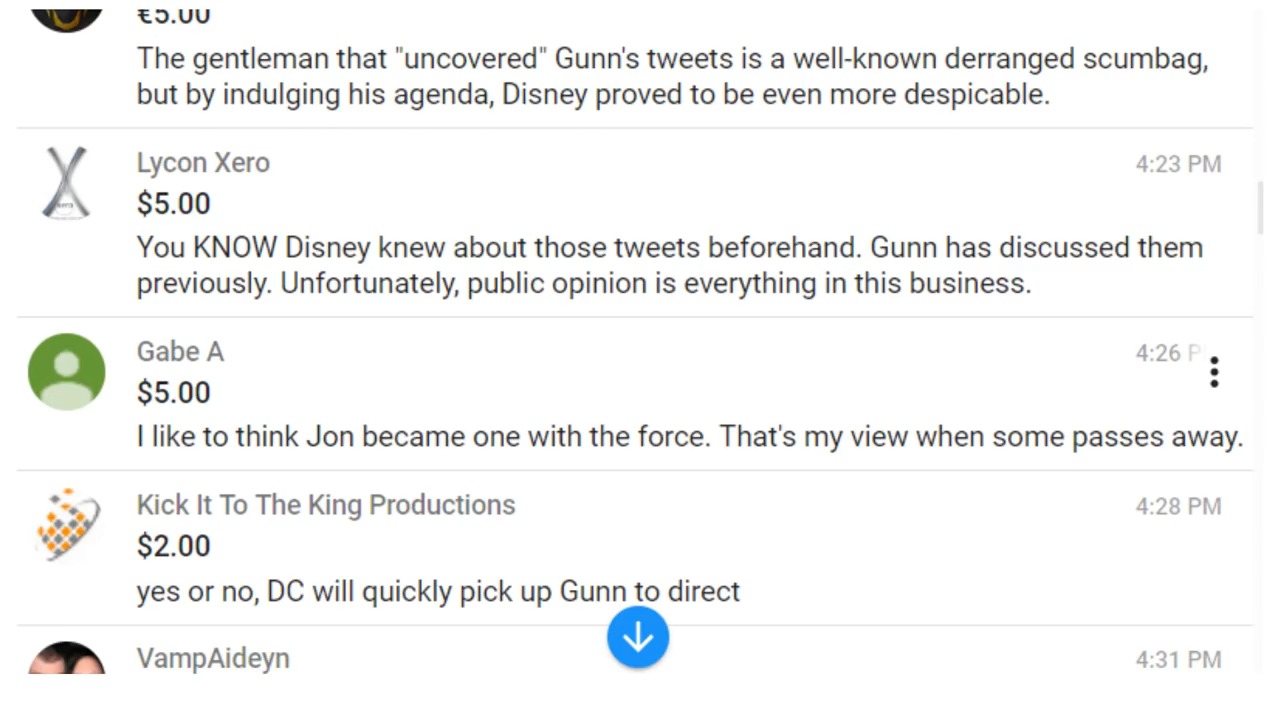 €5.00
The gentleman that "uncovered" Gunn's tweets is a well-known derranged scumbag,
but by indulging his agenda, Disney proved to be even more despicable.
Lycon Xero 4:23 PM
$5.00
You KNOW Disney knew about those tweets beforehand. Gunn has discussed them
previously. Unfortunately, public opinion is everything in this business.
Gabe A 4:26 P
$5.00
I like to think Jon became one with the force. That's my view when some passes away.
Kick It To The King Productions 4:28 PM
$2.00
yes or no, DC will quickly pick up Gunn to direct
VampAideyn 4:31 PM